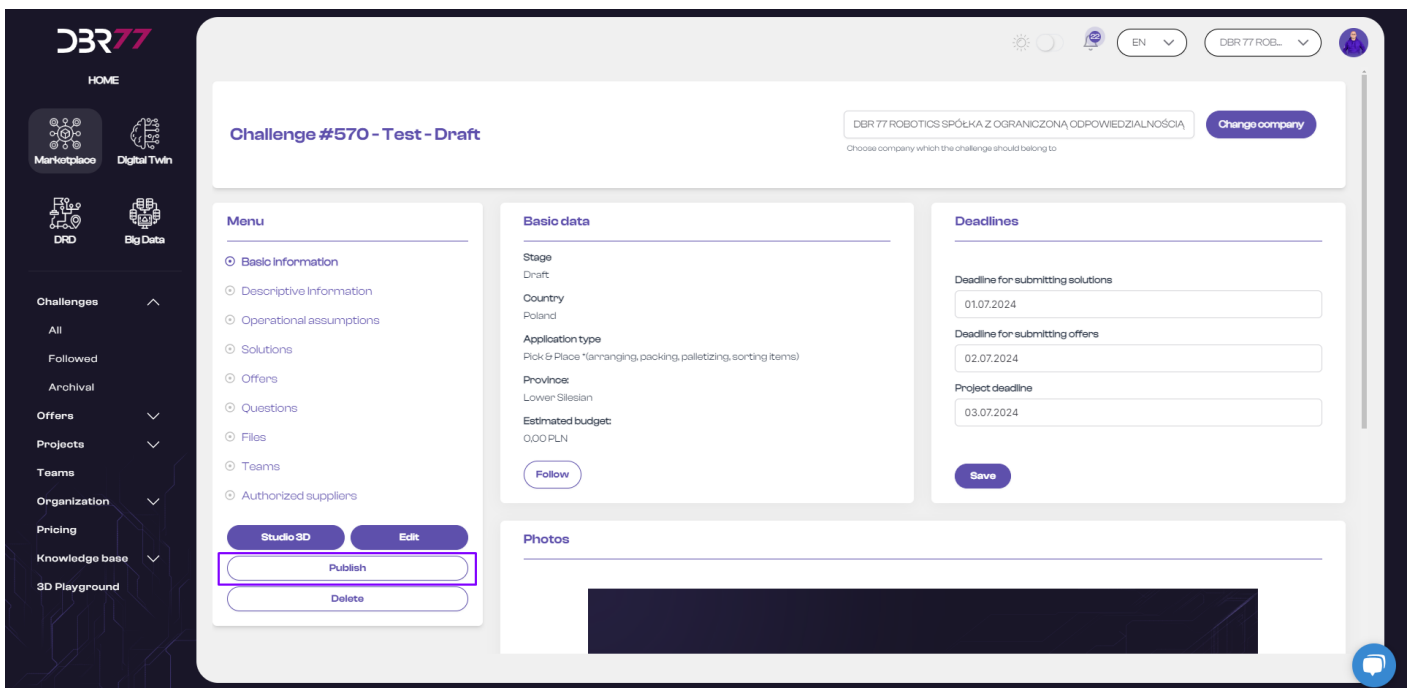 DBR77
HOME
Marketplace
Digital Twin
DRD
Big Data
Challenges
All
Followed
Archival
Offers
Projects
Teams
Organization
Pricing
Knowledge base
3D Playground
22
EN
DBR 77 ROB...
Challenge #570 - Test - Draft
DBR 77 ROBOTICS SPÓŁKA Z OGRANICZONĄ ODPOWIEDZIALNOŚCIĄ
Change company
Choose company which the challenge should belong to
Menu
Basic information
Descriptive Information
Operational assumptions
Solutions
Offers
Questions
Files
Teams
Authorized suppliers
Studio 3D
Edit
Publish
Delete
Basic data
Stage
Draft
Country
Poland
Application type
Pick & Place *(arranging, packing, palletizing, sorting items)
Province:
Lower Silesian
Estimated budget:
0,00 PLN
Follow
Deadlines
Deadline for submitting solutions
01.07.2024
Deadline for submitting offers
02.07.2024
Project deadline
03.07.2024
Save
Photos